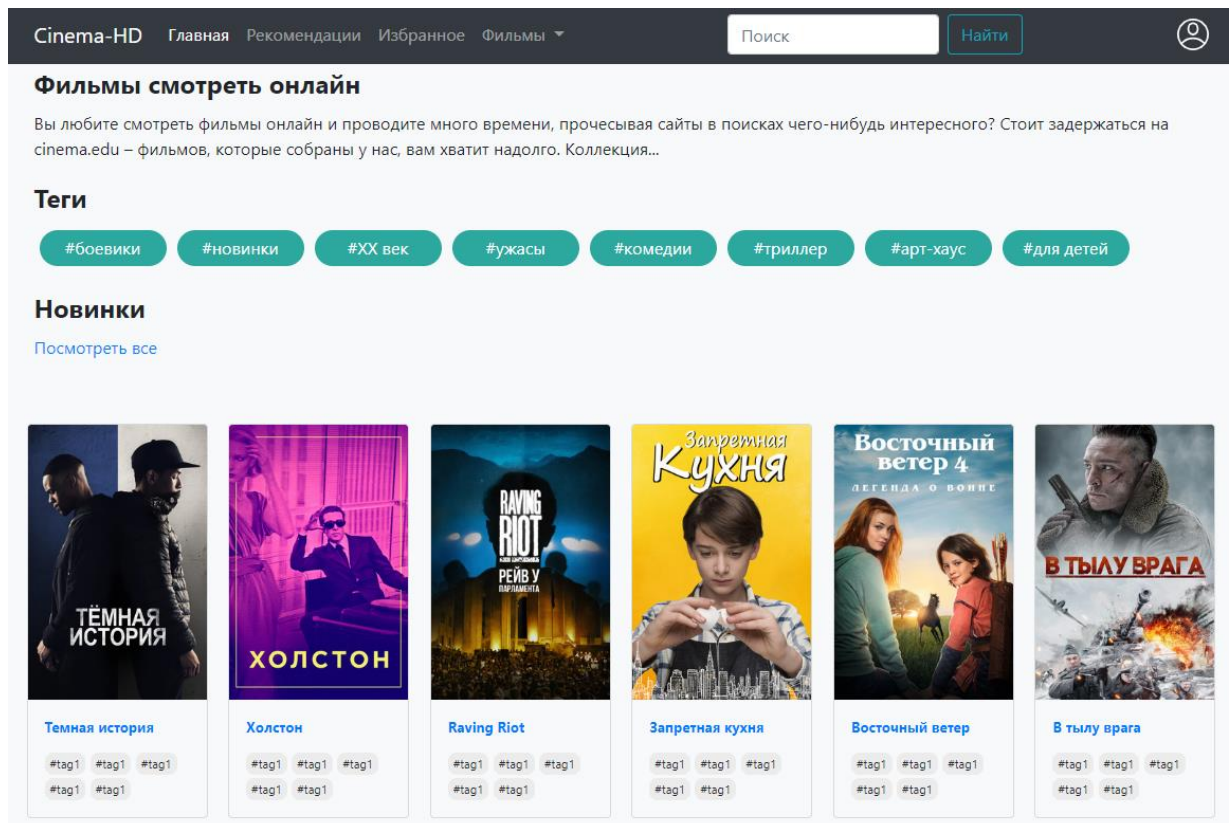 Cinema-HD Главная Рекомендации Избранное Фильмы Поиск Найти
Фильмы смотреть онлайн
Вы любите смотреть фильмы онлайн и проводите много времени, прочесывая сайты в поисках чего-нибудь интересного? Стоит задержаться на
cinema.edu – фильмов, которые собраны у нас, вам хватит надолго. Коллекция...
Теги
#боевики #новинки #XX век #ужасы #комедии #триллер #арт-хаус #для детей
Новинки
Посмотреть все
ТЁМНАЯ
ИСТОРИЯ
ХОЛСТОН
RAVING
RIOT
РЕЙВ У
ПАРЛАМЕНТА
Запретная
Кухня
Восточный
ветер 4
ЛЕГЕНДА О ВОИНЕ
В ТЫЛУ ВРАГА
Темная история Холстон Raving Riot Запретная кухня Восточный ветер В тылу врага
#tag1 #tag1 #tag1 #tag1 #tag1 #tag1 #tag1 #tag1 #tag1 #tag1 #tag1 #tag1 #tag1 #tag1 #tag1 #tag1 #tag1 #tag1
#tag1 #tag1 #tag1 #tag1 #tag1 #tag1 #tag1 #tag1 #tag1 #tag1 #tag1 #tag1